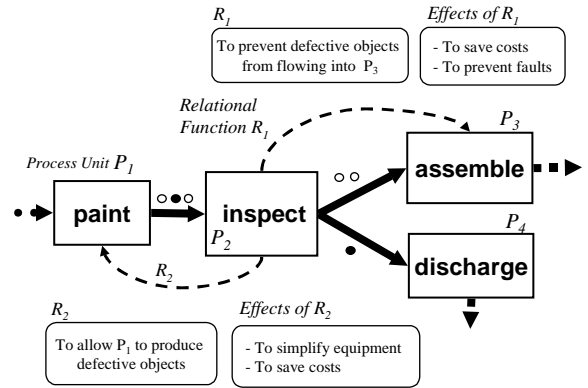 R1
Effects of R1
To prevent defective objects
from flowing into P3
- To save costs
- To prevent faults
Relational
Function R1
Process Unit P1
P3
assemble
paint
inspect
P2
P4
discharge
R2
R2
Effects of R2
To allow P1 to produce
defective objects
- To simplify equipment
- To save costs